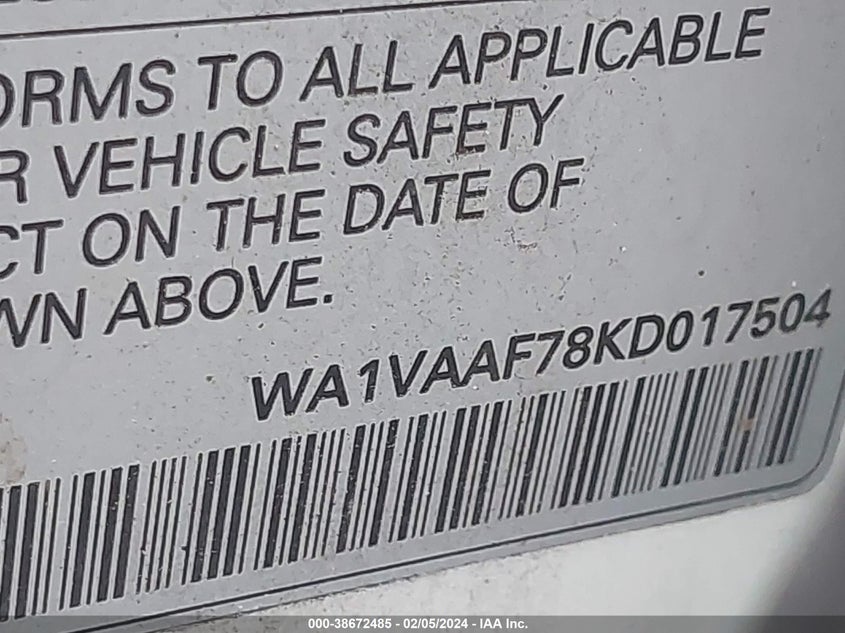 ORMS TO ALL APPLICABLE
R VEHICLE SAFETY
CT ON THE DATE OF
WN ABOVE.
WA1VAAF78KD017504
000-38672485 - 02/05/2024 - IAA Inc.